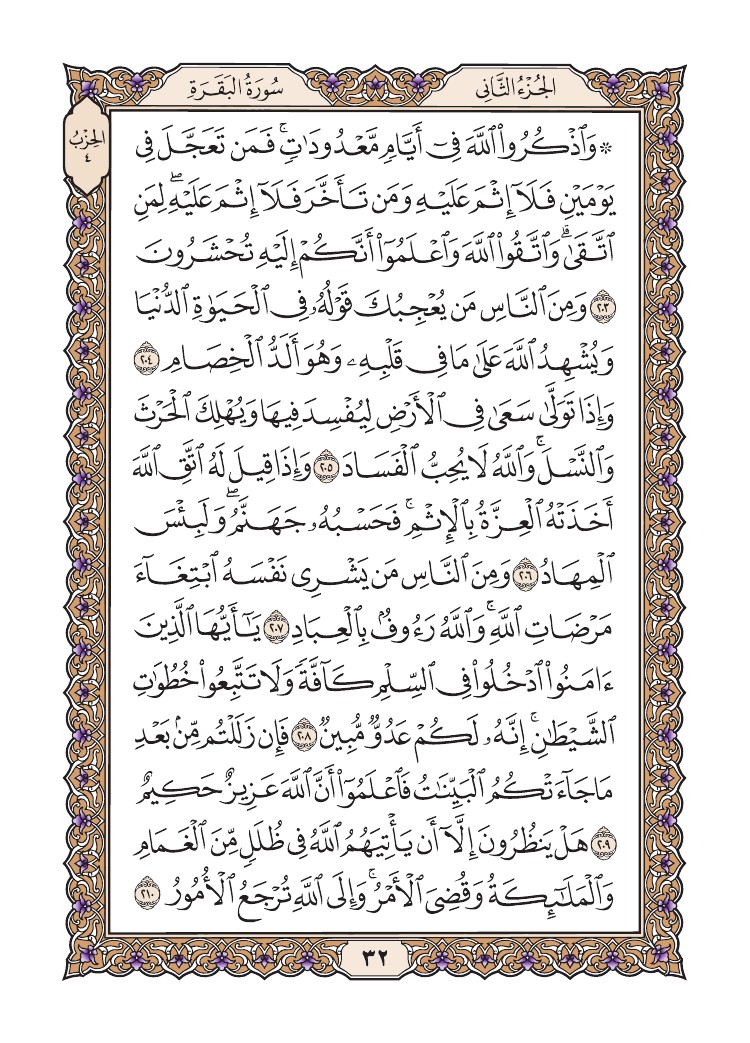 الجُزْءُ الثَّانِي
سُورَةُ البَقَرَةِ
الحِزْبُ
٤
۞ وَٱذْكُرُوا۟ ٱللَّهَ فِىٓ أَيَّامٍ مَّعْدُودَٰتٍ ۚ فَمَن تَعَجَّلَ فِى
يَوْمَيْنِ فَلَآ إِثْمَ عَلَيْهِ وَمَن تَأَخَّرَ فَلَآ إِثْمَ عَلَيْهِ ۖ لِمَنِ
ٱتَّقَىٰ ۗ وَٱتَّقُوا۟ ٱللَّهَ وَٱعْلَمُوٓا۟ أَنَّكُمْ إِلَيْهِ تُحْشَرُونَ
٢٠٣ وَمِنَ ٱلنَّاسِ مَن يُعْجِبُكَ قَوْلُهُۥ فِى ٱلْحَيَوٰةِ ٱلدُّنْيَا
وَيُشْهِدُ ٱللَّهَ عَلَىٰ مَا فِى قَلْبِهِۦ وَهُوَ أَلَدُّ ٱلْخِصَامِ ٢٠٤
وَإِذَا تَوَلَّىٰ سَعَىٰ فِى ٱلْأَرْضِ لِيُفْسِدَ فِيهَا وَيُهْلِكَ ٱلْحَرْثَ
وَٱلنَّسْلَ ۗ وَٱللَّهُ لَا يُحِبُّ ٱلْفَسَادَ ٢٠٥ وَإِذَا قِيلَ لَهُ ٱتَّقِ ٱللَّهَ
أَخَذَتْهُ ٱلْعِزَّةُ بِٱلْإِثْمِ ۚ فَحَسْبُهُۥ جَهَنَّمُ ۖ وَلَبِئْسَ
ٱلْمِهَادُ ٢٠٦ وَمِنَ ٱلنَّاسِ مَن يَشْرِى نَفْسَهُ ٱبْتِغَآءَ
مَرْضَاتِ ٱللَّهِ ۚ وَٱللَّهُ رَءُوفٌۢ بِٱلْعِبَادِ ٢٠٧ يَـٰٓأَيُّهَا ٱلَّذِينَ
ءَامَنُوا۟ ٱدْخُلُوا۟ فِى ٱلسِّلْمِ كَآفَّةً وَلَا تَتَّبِعُوا۟ خُطُوَٰتِ
ٱلشَّيْطَـٰنِ ۚ إِنَّهُۥ لَكُمْ عَدُوٌّ مُّبِينٌ ٢٠٨ فَإِن زَلَلْتُم مِّنۢ بَعْدِ
مَا جَآءَتْكُمُ ٱلْبَيِّنَـٰتُ فَٱعْلَمُوٓا۟ أَنَّ ٱللَّهَ عَزِيزٌ حَكِيمٌ
٢٠٩ هَلْ يَنظُرُونَ إِلَّآ أَن يَأْتِيَهُمُ ٱللَّهُ فِى ظُلَلٍ مِّنَ ٱلْغَمَامِ
وَٱلْمَلَـٰٓئِكَةُ وَقُضِىَ ٱلْأَمْرُ ۚ وَإِلَى ٱللَّهِ تُرْجَعُ ٱلْأُمُورُ ٢١٠
٣٢